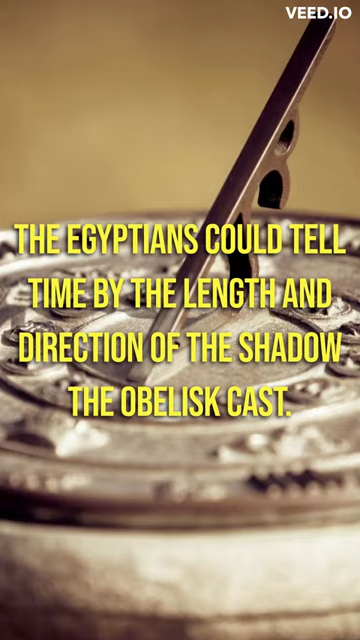 VEED.IO
THE EGYPTIANS COULD TELL
TIME BY THE LENGTH AND
DIRECTION OF THE SHADOW
THE OBELISK CAST.